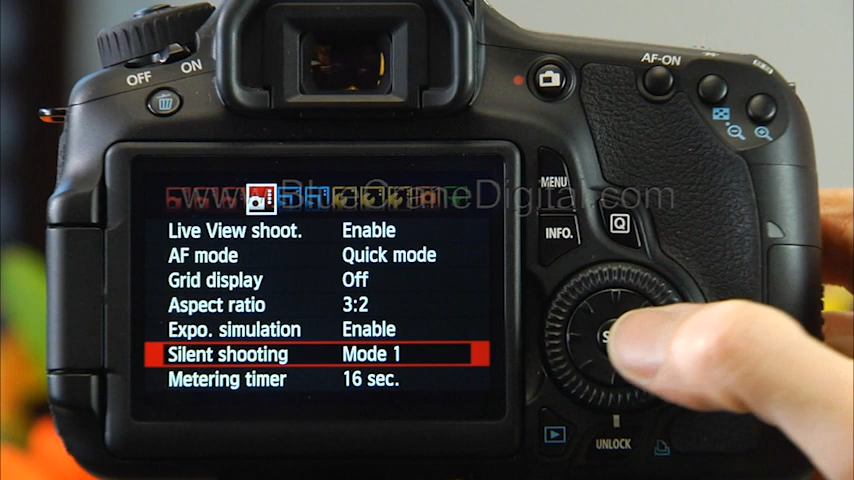 AF-ON
ON
OFF
www.BlueCraneDigital.com
MENU
INFO.
Q
Live View shoot. Enable
AF mode Quick mode
Grid display Off
Aspect ratio 3:2
Expo. simulation Enable
Silent shooting Mode 1
Metering timer 16 sec.
UNLOCK